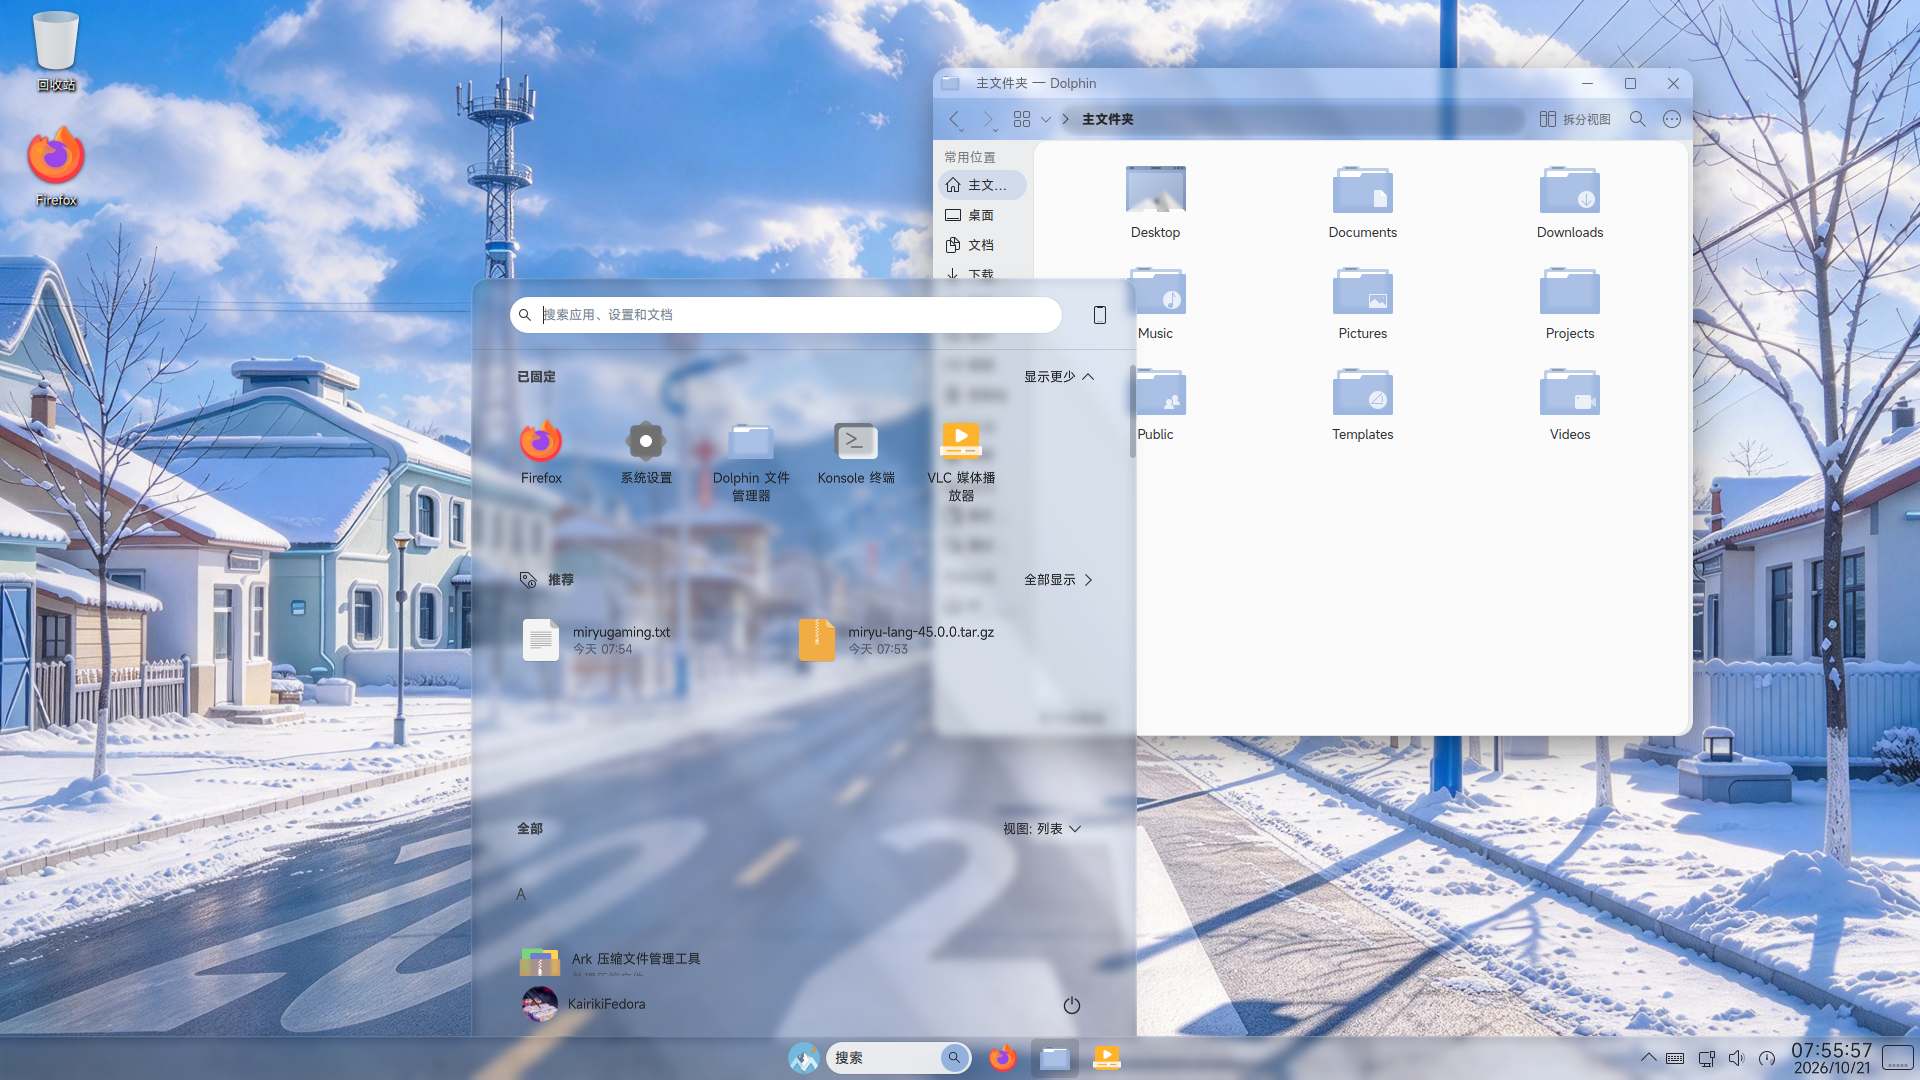 回收站
Firefox
主文件夹 — Dolphin
主文件夹
拆分视图
常用位置
主文...
桌面
文档
下载
Desktop
Documents
Downloads
Music
Pictures
Projects
Public
Templates
Videos
搜索应用、设置和文档
已固定
显示更少
Firefox
系统设置
Dolphin 文件
管理器
Konsole 终端
VLC 媒体播
放器
推荐
全部显示
miryugaming.txt
今天 07:54
miryu-lang-45.0.0.tar.gz
今天 07:53
全部
视图: 列表
A
Ark 压缩文件管理工具
KairikiFedora
搜索
07:55:57
2026/10/21